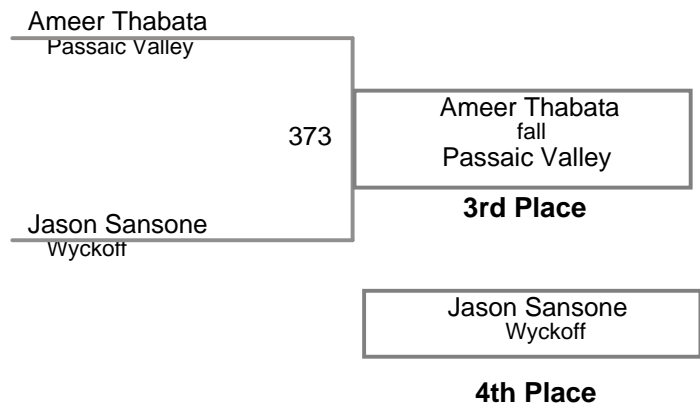 Ameer Thabata
Passaic Valley
373
Ameer Thabata
fall
Passaic Valley
3rd Place
Jason Sansone
Wyckoff
Jason Sansone
Wyckoff
4th Place